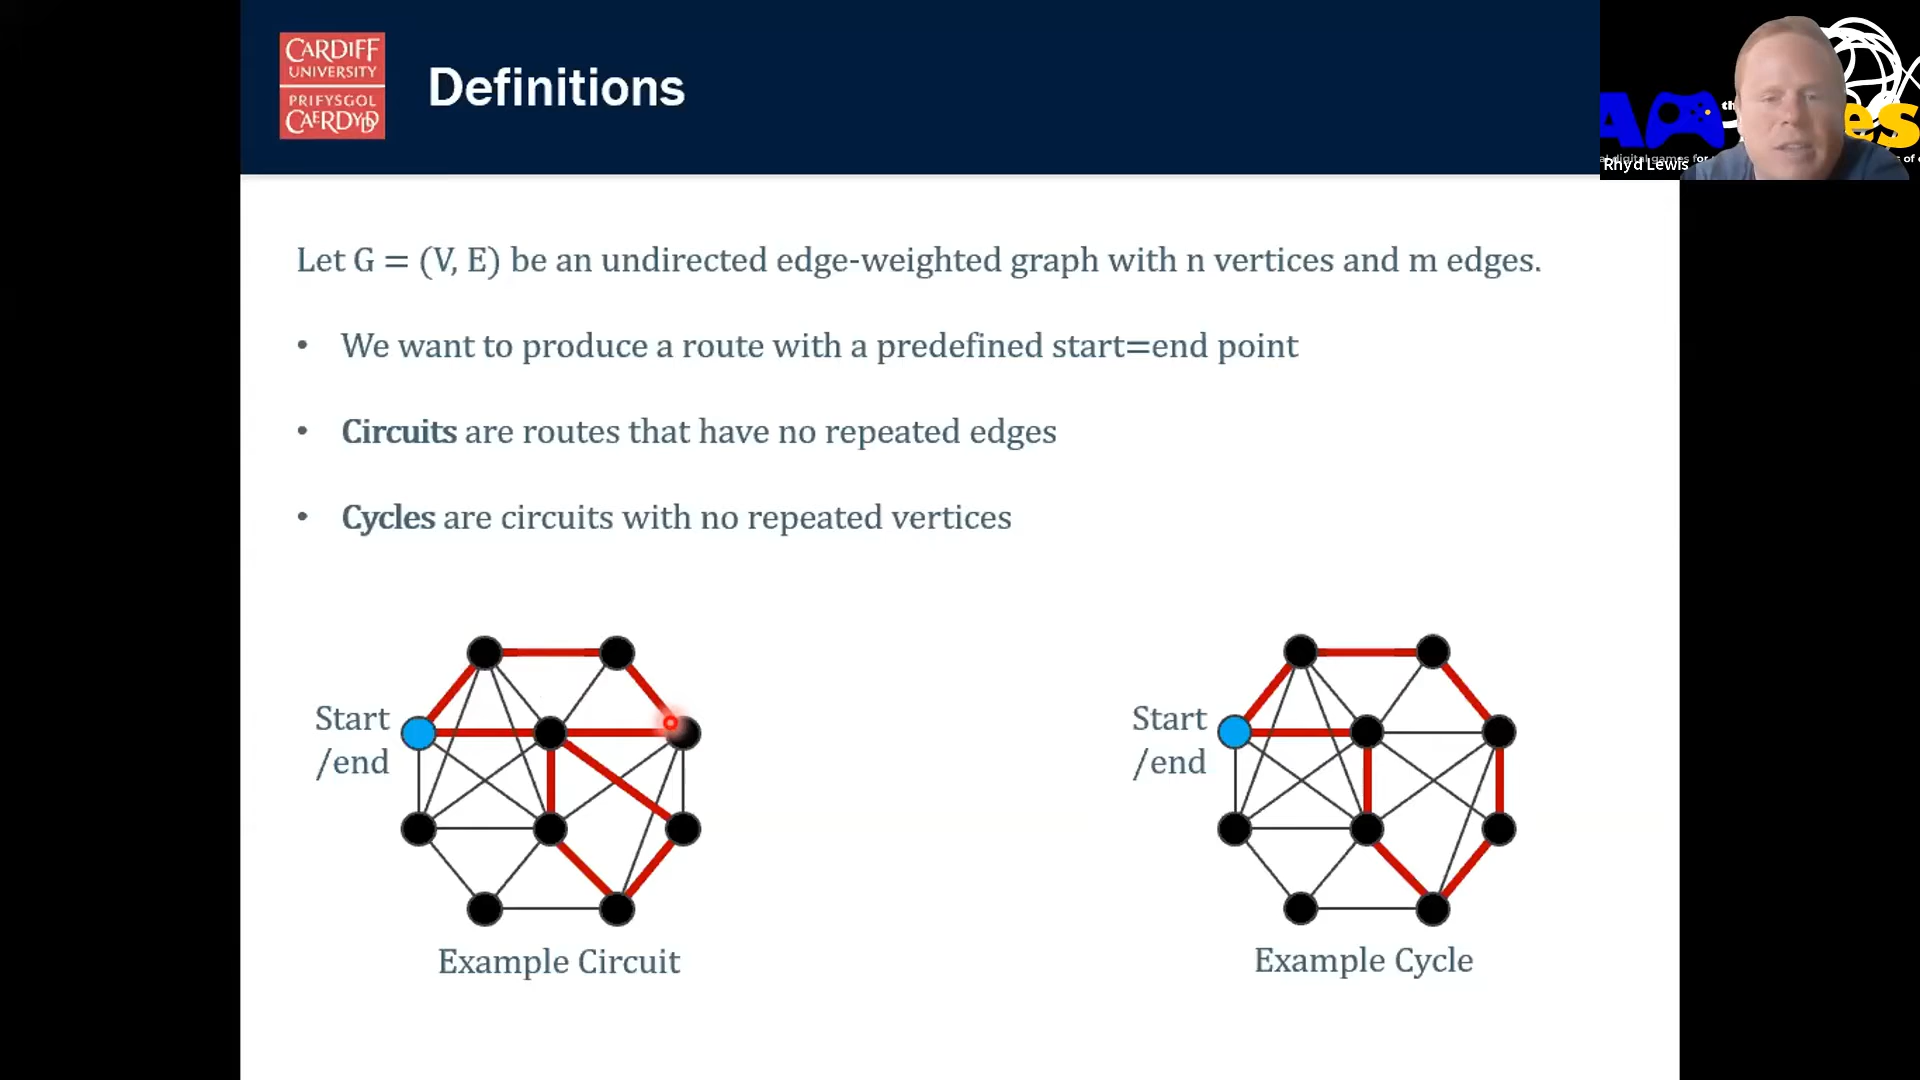 CARDIFF
UNIVERSITY
PRIFYSGOL
CAERDYDD
Definitions
Rhyd Lewis
Let G = (V, E) be an undirected edge-weighted graph with n vertices and m edges.
• We want to produce a route with a predefined start=end point
• Circuits are routes that have no repeated edges
• Cycles are circuits with no repeated vertices
Start
/end
Example Circuit
Start
/end
Example Cycle